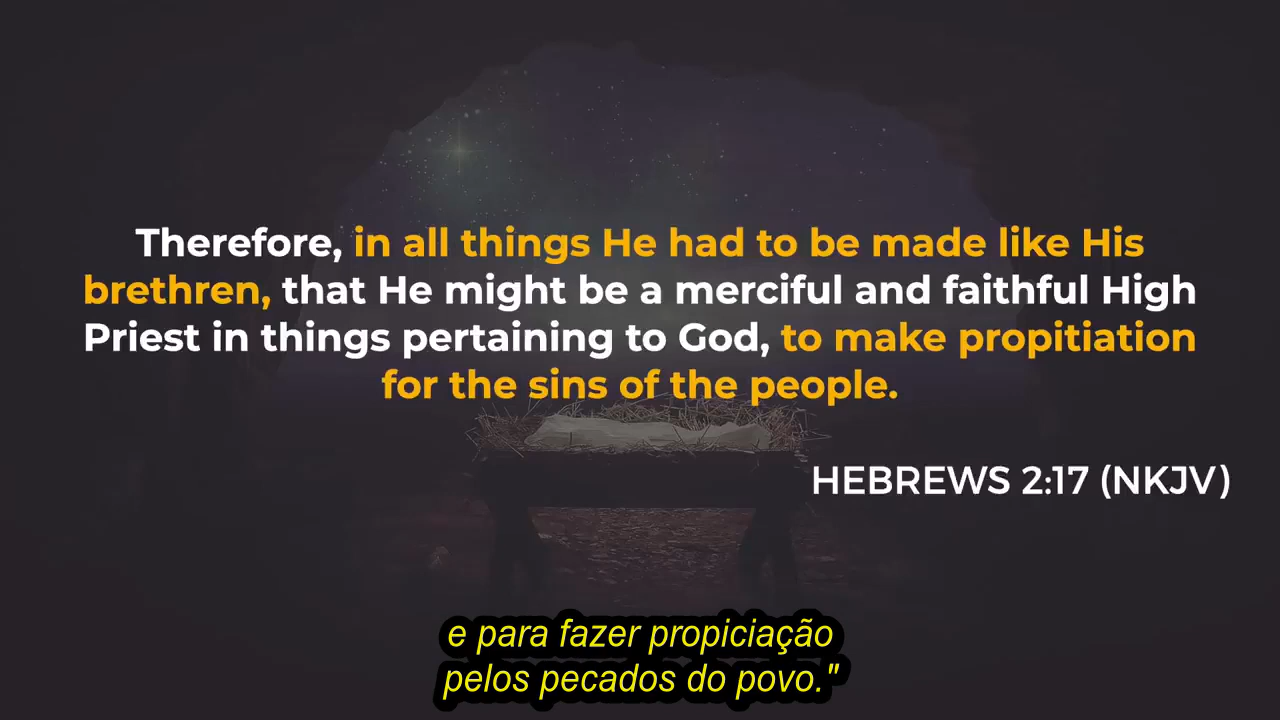 Therefore, in all things He had to be made like His
brethren, that He might be a merciful and faithful High
Priest in things pertaining to God, to make propitiation
for the sins of the people.
HEBREWS 2:17 (NKJV)
e para fazer propiciação
pelos pecados do povo."